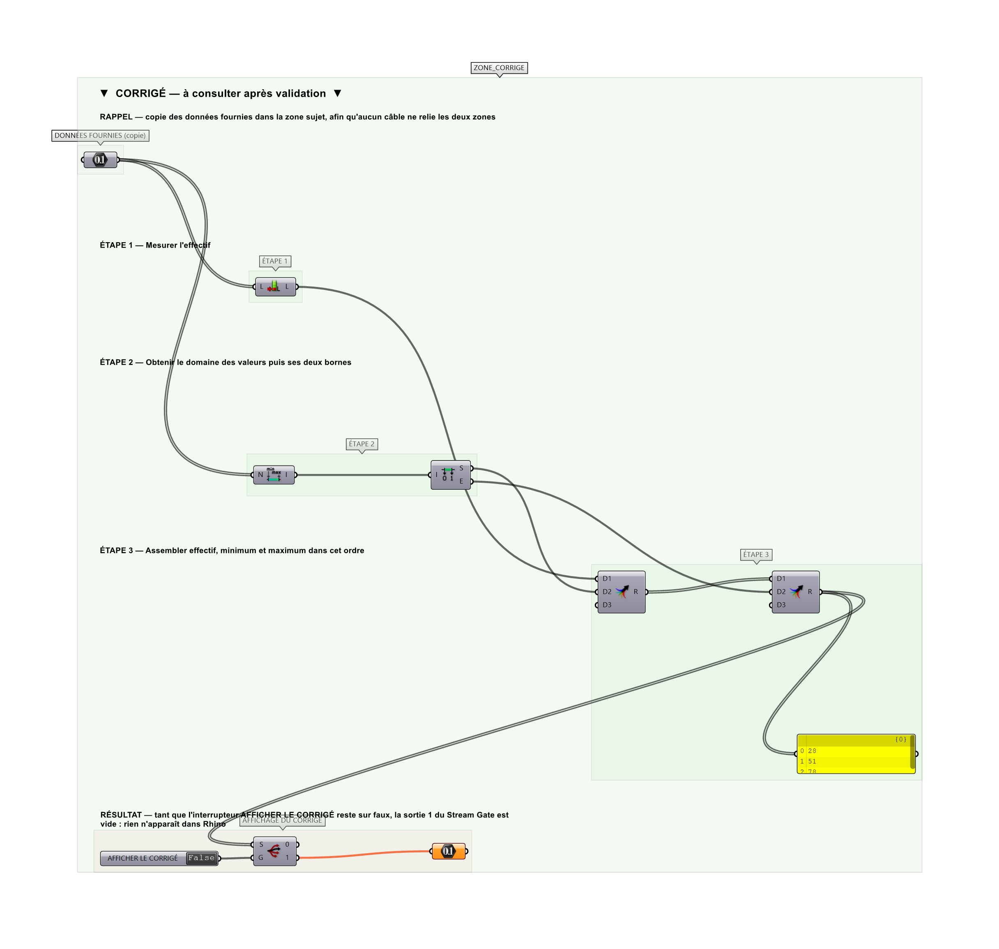 ZONE_CORRIGE
▼ CORRIGÉ — à consulter après validation ▼
RAPPEL — copie des données fournies dans la zone sujet, afin qu'aucun câble ne relie les deux zones
DONNÉES FOURNIES (copie)
0.1
ÉTAPE 1 — Mesurer l'effectif
ÉTAPE 1
L L L
ÉTAPE 2 — Obtenir le domaine des valeurs puis ses deux bornes
ÉTAPE 2
N min max I
I 0 1 S
E
ÉTAPE 3 — Assembler effectif, minimum et maximum dans cet ordre
ÉTAPE 3
D1
D2 R
D3
D1
D2 R
D3
{0}
0 28
1 51
2 78
RÉSULTAT — tant que l'interrupteur AFFICHER LE CORRIGÉ reste sur faux, la sortie 1 du Stream Gate est
vide : rien n'apparaît dans Rhino
AFFICHAGE DU CORRIGÉ
S 0
G 1
AFFICHER LE CORRIGÉ False
0.1